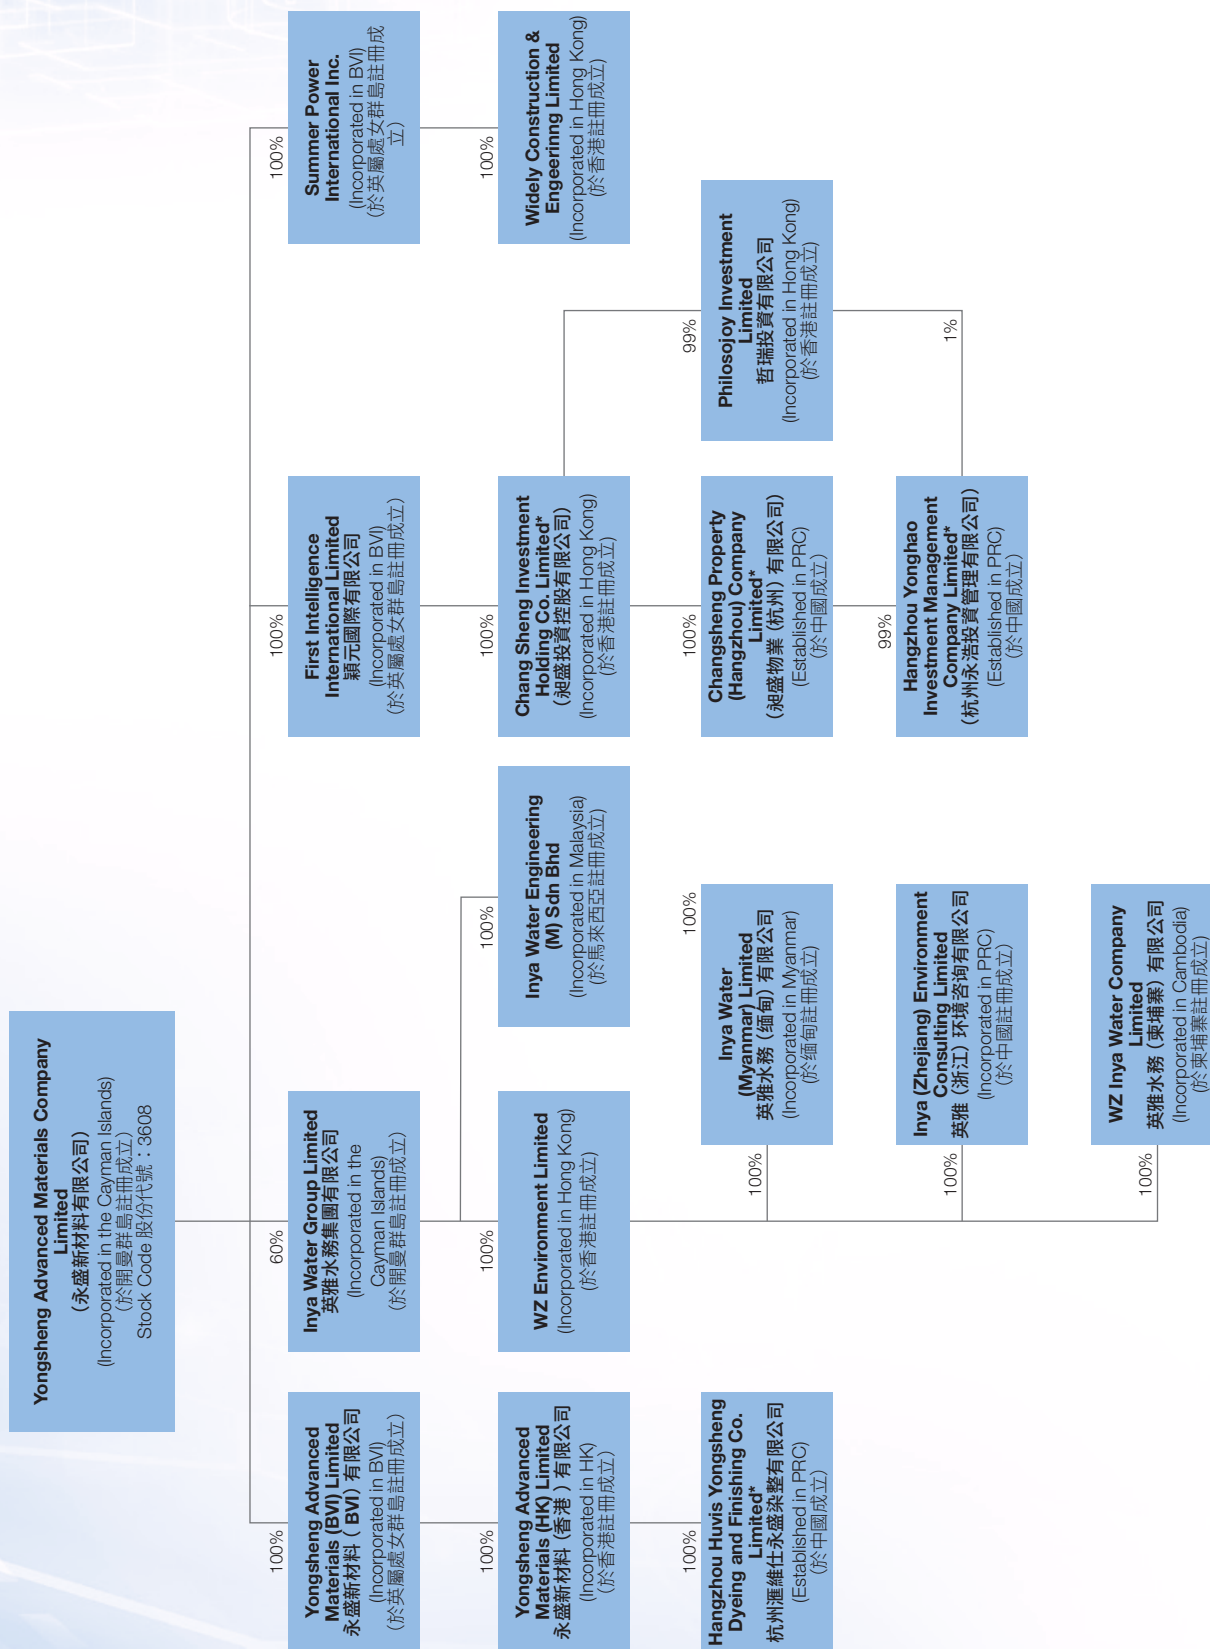 Yongsheng Advanced Materials Company
Limited
(永盛新材料有限公司)
(Incorporated in the Cayman Islands)
(於開曼群島註冊成立)
Stock Code 股份代號：3608
100%
60%
100%
100%
Yongsheng Advanced
Materials (BVI) Limited
永盛新材料（BVI）有限公司
(Incorporated in BVI)
(於英屬處女群島註冊成立)
Inya Water Group Limited
英雅水務集團有限公司
(Incorporated in the
Cayman Islands)
(於開曼群島註冊成立)
First Intelligence
International Limited
穎元國際有限公司
(Incorporated in BVI)
(於英屬處女群島註冊成立)
Summer Power
International Inc.
(Incorporated in BVI)
(於英屬處女群島註冊成
立)
100%
100%
100%
100%
100%
Yongsheng Advanced
Materials (HK) Limited
永盛新材料（香港）有限公司
(Incorporated in HK)
(於香港註冊成立)
WZ Environment Limited
(Incorporated in Hong Kong)
(於香港註冊成立)
Inya Water Engineering
(M) Sdn Bhd
(Incorporated in Malaysia)
(於馬來西亞註冊成立)
Chang Sheng Investment
Holding Co. Limited*
(昶盛投資控股有限公司)
(Incorporated in Hong Kong)
(於香港註冊成立)
Widely Construction &
Engeerinng Limited
(Incorporated in Hong Kong)
(於香港註冊成立)
100%
100%
100%
100%
99%
Hangzhou Huvis Yongsheng
Dyeing and Finishing Co.
Limited*
杭州滙維仕永盛染整有限公司
(Established in PRC)
(於中國成立)
Inya Water
(Myanmar) Limited
英雅水務（缅甸）有限公司
(Incorporated in Myanmar)
(於缅甸註冊成立)
Changsheng Property
(Hangzhou) Company
Limited*
(昶盛物業（杭州）有限公司)
(Established in PRC)
(於中國成立)
Philosojoy Investment
Limited
哲瑞投資有限公司
(Incorporated in Hong Kong)
(於香港註冊成立)
100%
99%
1%
Inya (Zhejiang) Environment
Consulting Limited
英雅（浙江）环境咨询有限公司
(Incorporated in PRC)
(於中國註冊成立)
Hangzhou Yonghao
Investment Management
Company Limited*
(杭州永浩投資管理有限公司)
(Established in PRC)
(於中國成立)
100%
WZ Inya Water Company
Limited
英雅水務（柬埔寨）有限公司
(Incorporated in Cambodia)
(於柬埔寨註冊成立)